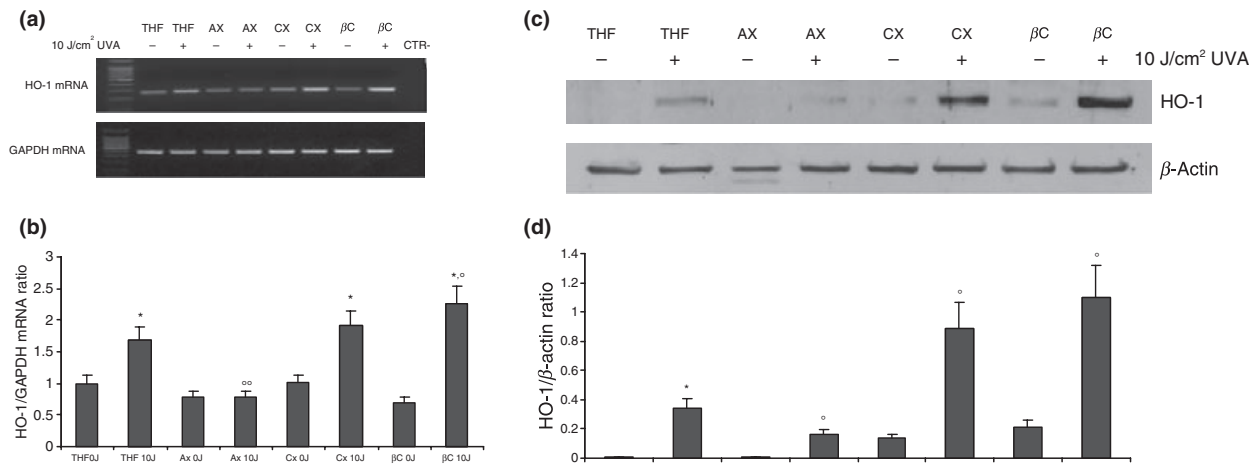 (a)
THF THF AX AX CX CX βC βC
10 J/cm² UVA – + – + – + – + CTR-
HO-1 mRNA
GAPDH mRNA
(b)
HO-1/GAPDH mRNA ratio
3
2.5
2
1.5
1
0.5
0
* °° * *,°
THF0J THF 10J Ax 0J Ax 10J Cx 0J Cx 10J βC 0J βC 10J
(c)
THF THF AX AX CX CX βC βC
– + – + – + – + 10 J/cm² UVA
HO-1
β-Actin
(d)
HO-1/β-actin ratio
1.4
1.2
1
0.8
0.6
0.4
0.2
0
* ° ° °